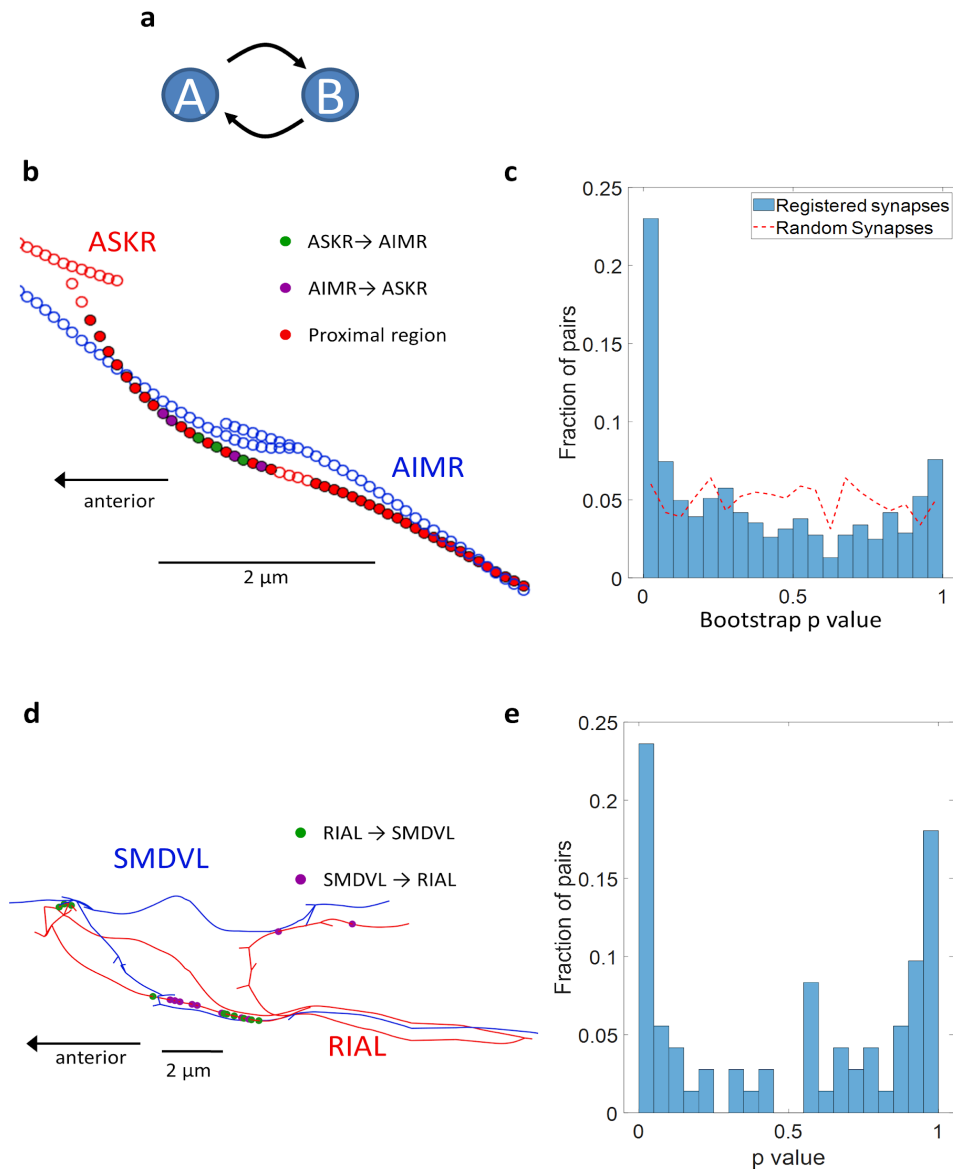 a
A
B
b
ASKR
ASKR→ AIMR
AIMR→ ASKR
Proximal region
AIMR
anterior
2 µm
c
0.25
0.2
0.15
0.1
0.05
0
Fraction of pairs
Registered synapses
Random Synapses
0
0.5
1
Bootstrap p value
d
RIAL → SMDVL
SMDVL → RIAL
SMDVL
RIAL
anterior
2 µm
e
0.25
0.2
0.15
0.1
0.05
0
Fraction of pairs
0
0.5
1
p value